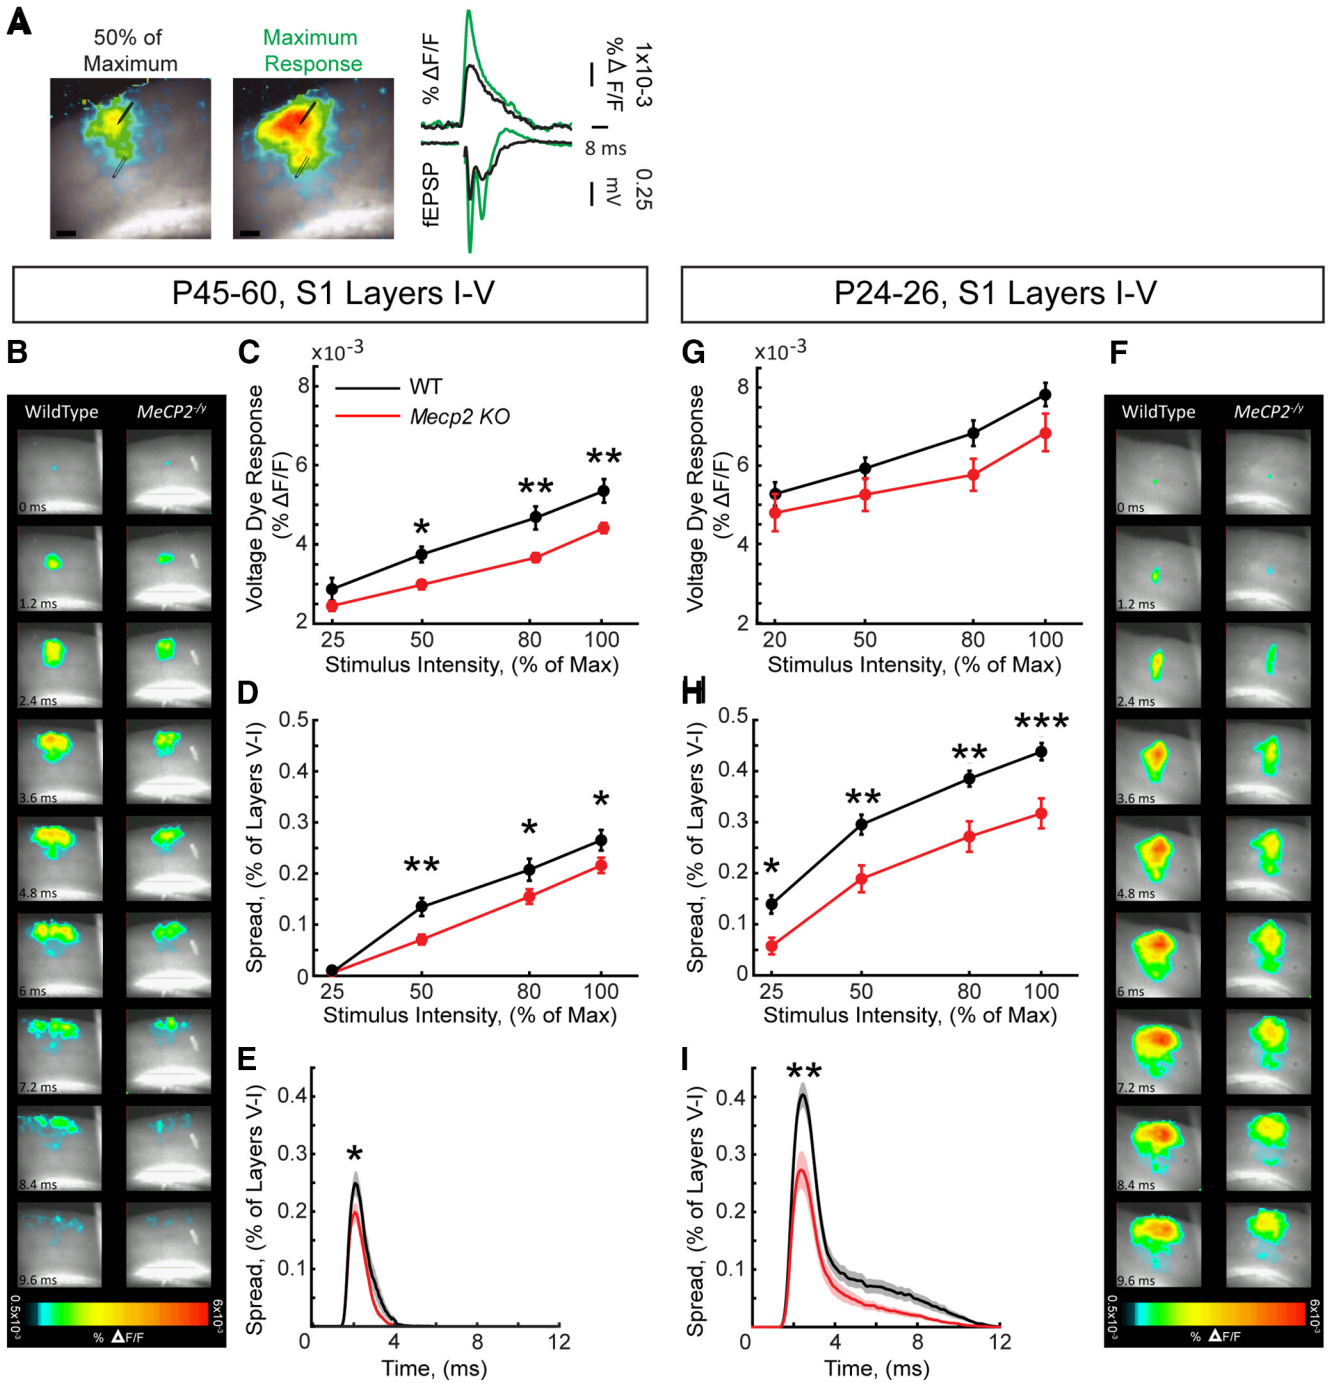 A
50% of
Maximum
Maximum
Response
% ΔF/F
fEPSP
1x10-3
% Δ F/F
8 ms
0.25
mV
P45-60, S1 Layers I-V
P24-26, S1 Layers I-V
B
WildType
MeCP2-/y
0 ms
1.2 ms
2.4 ms
3.6 ms
4.8 ms
6 ms
7.2 ms
8.4 ms
9.6 ms
0.5x10-3
6x10-3
% ΔF/F
C
x10-3
WT
Mecp2 KO
Voltage Dye Response
(% ΔF/F)
8
6
4
2
*
**
**
25 50 80 100
Stimulus Intensity, (% of Max)
D
Spread, (% of Layers V-I)
0.5
0.4
0.3
0.2
0.1
0
**
*
*
25 50 80 100
Stimulus Intensity, (% of Max)
E
Spread, (% of Layers V-I)
0.4
0.3
0.2
0.1
*
0 4 8 12
Time, (ms)
G
x10-3
Voltage Dye Response
(% ΔF/F)
8
6
4
2
20 50 80 100
Stimulus Intensity, (% of Max)
H
Spread, (% of Layers V-I)
0.5
0.4
0.3
0.2
0.1
0
*
**
**
***
25 50 80 100
Stimulus Intensity, (% of Max)
I
Spread, (% of Layers V-I)
0.4
0.3
0.2
0.1
**
0 4 8 12
Time, (ms)
F
WildType
MeCP2-/y
0 ms
1.2 ms
2.4 ms
3.6 ms
4.8 ms
6 ms
7.2 ms
8.4 ms
9.6 ms
0.5x10-3
6x10-3
% ΔF/F